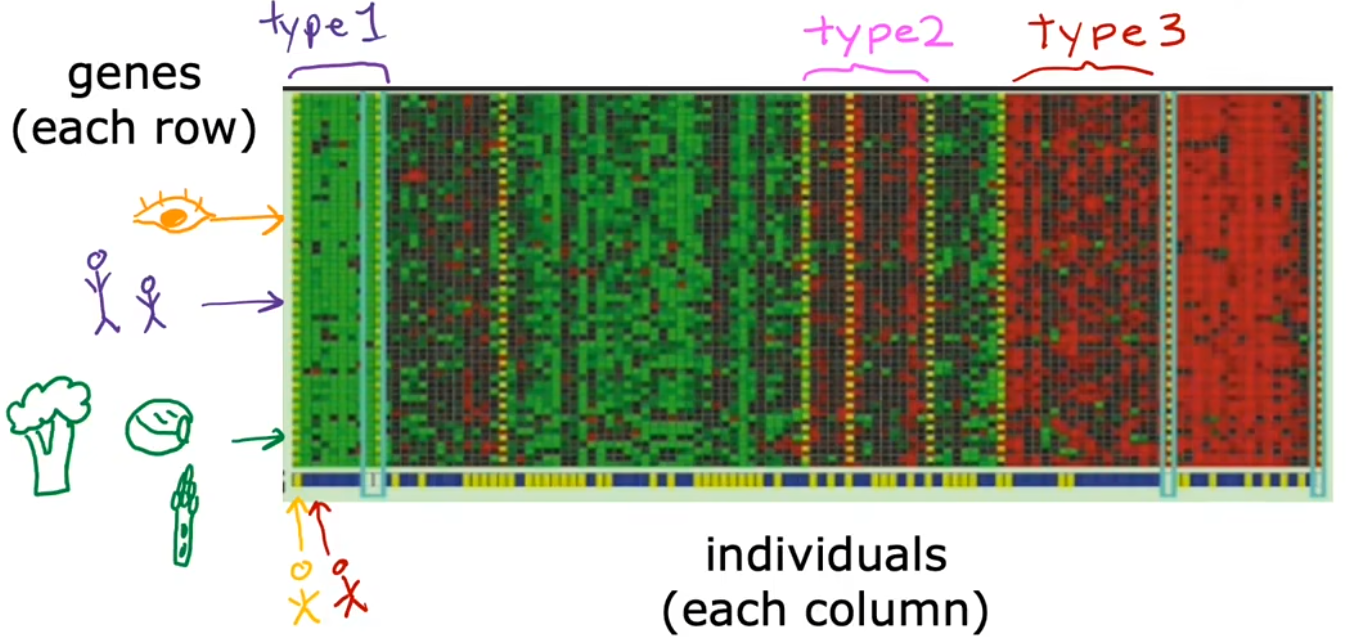 type 1
type2
type 3
genes
(each row)
individuals
(each column)